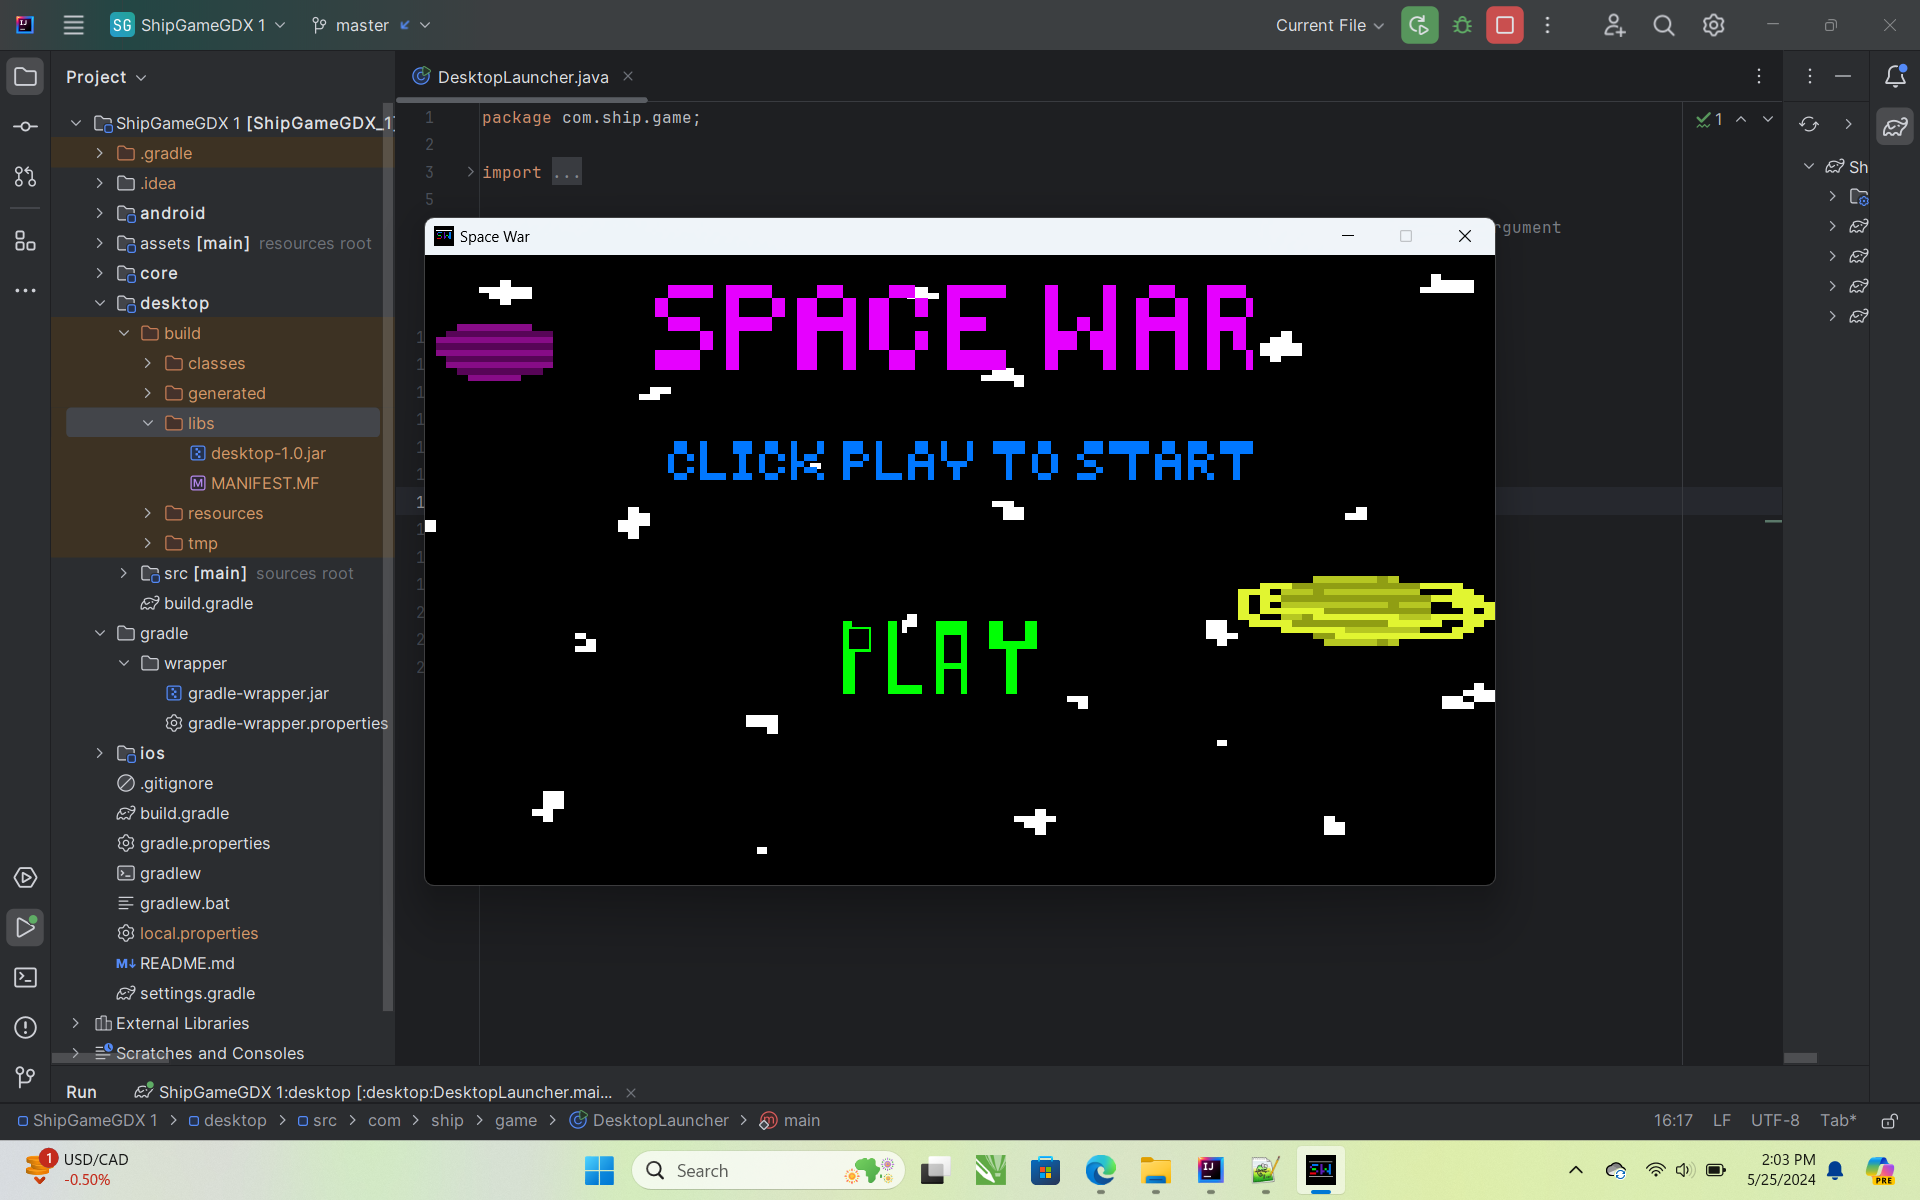 SG ShipGameGDX 1 master Current File
Project
DesktopLauncher.java
ShipGameGDX 1 [ShipGameGDX_1]
.gradle
.idea
android
assets [main] resources root
core
desktop
build
classes
generated
libs
desktop-1.0.jar
MANIFEST.MF
resources
tmp
src [main] sources root
build.gradle
gradle
wrapper
gradle-wrapper.jar
gradle-wrapper.properties
ios
.gitignore
build.gradle
gradle.properties
gradlew
gradlew.bat
local.properties
README.md
settings.gradle
External Libraries
Scratches and Consoles
1 package com.ship.game;
2
3 import ...
5
rgument
1
Sh
Space War
SPACE WAR
CLICK PLAY TO START
PLAY
Run ShipGameGDX 1:desktop [:desktop:DesktopLauncher.mai...
ShipGameGDX 1 desktop src com ship game DesktopLauncher main
16:17 LF UTF-8 Tab*
1 USD/CAD
-0.50%
Search
2:03 PM
5/25/2024
PRE